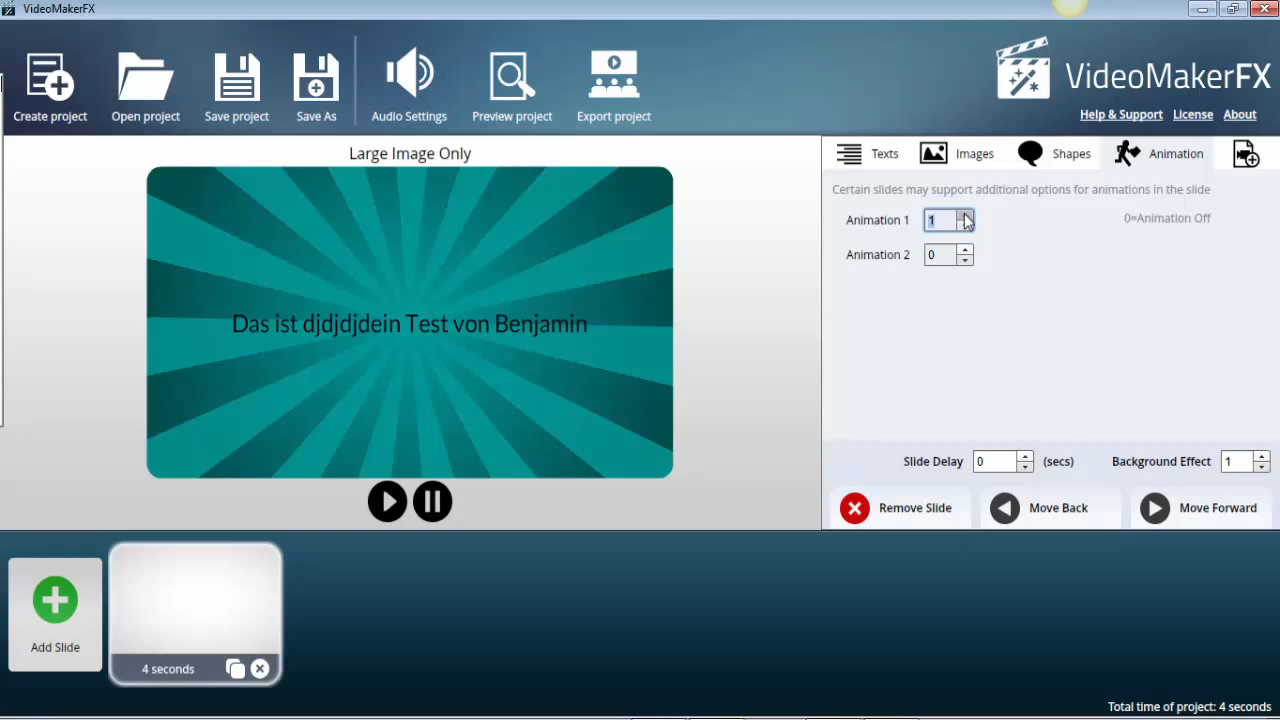 VideoMakerFX
Create project
Open project
Save project
Save As
Audio Settings
Preview project
Export project
VideoMakerFX
Help & Support
License
About
Large Image Only
Das ist djdjdjdein Test von Benjamin
Texts
Images
Shapes
Animation
Certain slides may support additional options for animations in the slide
Animation 1
1
0=Animation Off
Animation 2
0
Slide Delay
0
(secs)
Background Effect
1
Remove Slide
Move Back
Move Forward
Add Slide
4 seconds
Total time of project: 4 seconds